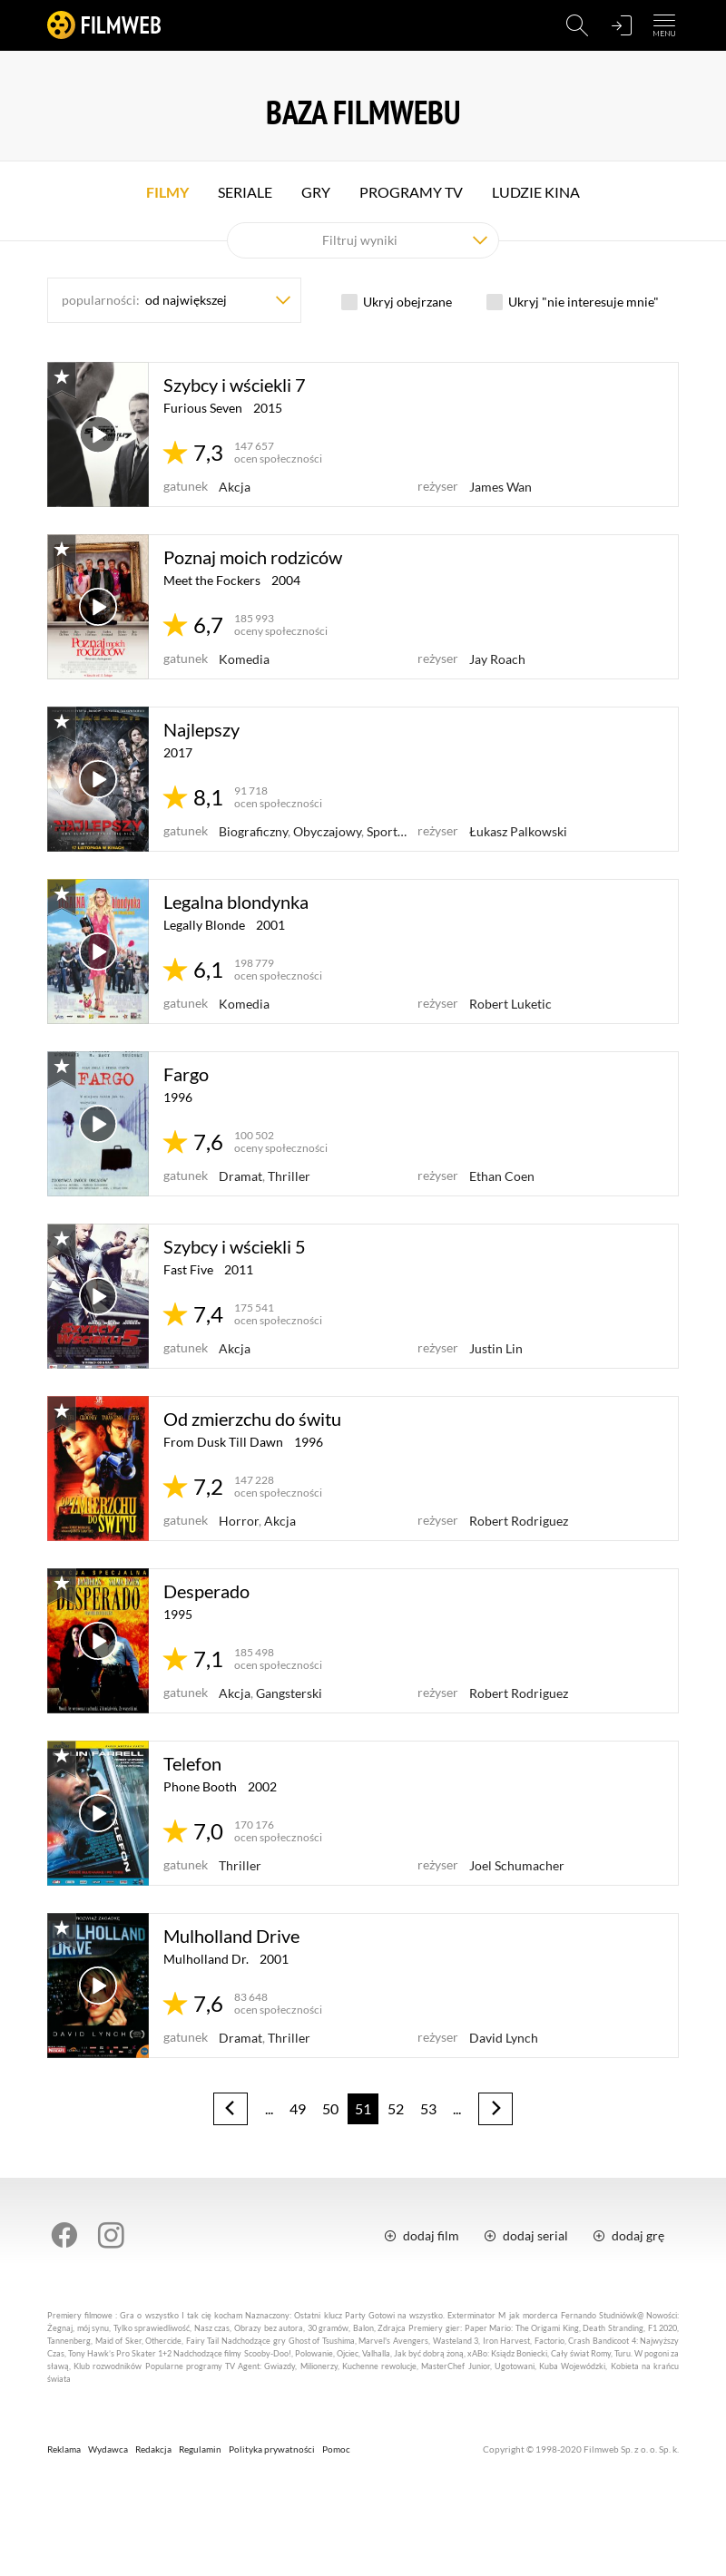 FILMWEB
MENU
BAZA FILMWEBU
FILMY SERIALE GRY PROGRAMY TV LUDZIE KINA
Filtruj wyniki
popularności: od największej
Ukryj obejrzane
Ukryj "nie interesuje mnie"
Szybcy i wściekli 7
Furious Seven 2015
7,3
147 657
ocen społeczności
gatunek Akcja
reżyser James Wan
Poznaj moich rodziców
Poznaj moich rodziców
Meet the Fockers 2004
6,7
185 993
oceny społeczności
gatunek Komedia
reżyser Jay Roach
NAJLEPSZY
Najlepszy
2017
8,1
91 718
ocen społeczności
gatunek Biograficzny, Obyczajowy, Sport...
reżyser Łukasz Palkowski
Legalna blondynka
Legally Blonde 2001
6,1
198 779
ocen społeczności
gatunek Komedia
reżyser Robert Luketic
FARGO
Fargo
1996
7,6
100 502
oceny społeczności
gatunek Dramat, Thriller
reżyser Ethan Coen
Szybcy i wściekli 5
Fast Five 2011
7,4
175 541
ocen społeczności
gatunek Akcja
reżyser Justin Lin
Od zmierzchu do świtu
From Dusk Till Dawn 1996
7,2
147 228
ocen społeczności
gatunek Horror, Akcja
reżyser Robert Rodriguez
EDYCJA SPECJALNA
DESPERADO
Desperado
1995
7,1
185 498
ocen społeczności
gatunek Akcja, Gangsterski
reżyser Robert Rodriguez
TELEFON
Telefon
Phone Booth 2002
7,0
170 176
ocen społeczności
gatunek Thriller
reżyser Joel Schumacher
MULHOLLAND
DRIVE
DAVID LYNCH
Mulholland Drive
Mulholland Dr. 2001
7,6
83 648
ocen społeczności
gatunek Dramat, Thriller
reżyser David Lynch
... 49 50 51 52 53 ...
dodaj film dodaj serial dodaj grę
Premiery filmowe : Gra o wszystko I tak cię kocham Naznaczony: Ostatni klucz Party Gotowi na wszystko. Exterminator M jak morderca Fernando Studniówk@ Nowości:
Żegnaj, mój synu, Tylko sprawiedliwość, Nasz czas, Obrazy bez autora, 30 gramów, Balon, Zdrajca Premiery gier: Paper Mario: The Origami King, Death Stranding, F1 2020,
Tannenberg, Maid of Sker, Othercide, Fairy Tail Nadchodzące gry Ghost of Tsushima, Marvel's Avengers, Wasteland 3, Iron Harvest, Factorio, Crash Bandicoot 4: Najwyższy
Czas, Tony Hawk's Pro Skater 1+2 Nadchodzące filmy Scooby-Doo!, Polowanie, Ojciec, Valhalla, Jak być dobrą żoną, xABo: Ksiądz Boniecki, Cały świat Romy, Turu. W pogoni za
sławą, Klub rozwodników Popularne programy TV Agent: Gwiazdy, Milionerzy, Kuchenne rewolucje, MasterChef Junior, Ugotowani, Kuba Wojewódzki, Kobieta na krańcu
świata
Reklama Wydawca Redakcja Regulamin Polityka prywatności Pomoc
Copyright © 1998-2020 Filmweb Sp. z o. o. Sp. k.